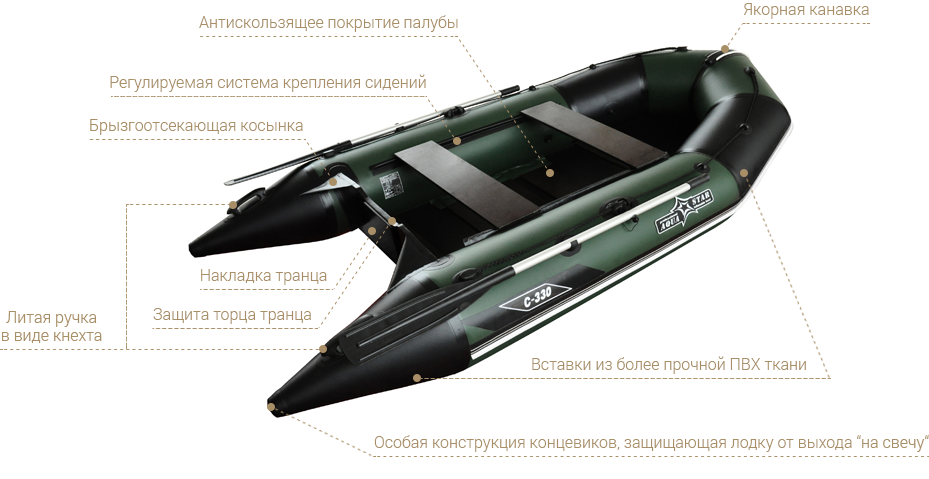 Якорная канавка
Антискользящее покрытие палубы
Регулируемая система крепления сидений
Брызгоотсекающая косынка
AQUA STAR
Накладка транца
C-330
Защита торца транца
Литая ручка
в виде кнехта
Вставки из более прочной ПВХ ткани
Особая конструкция концевиков, защищающая лодку от выхода “на свечу“